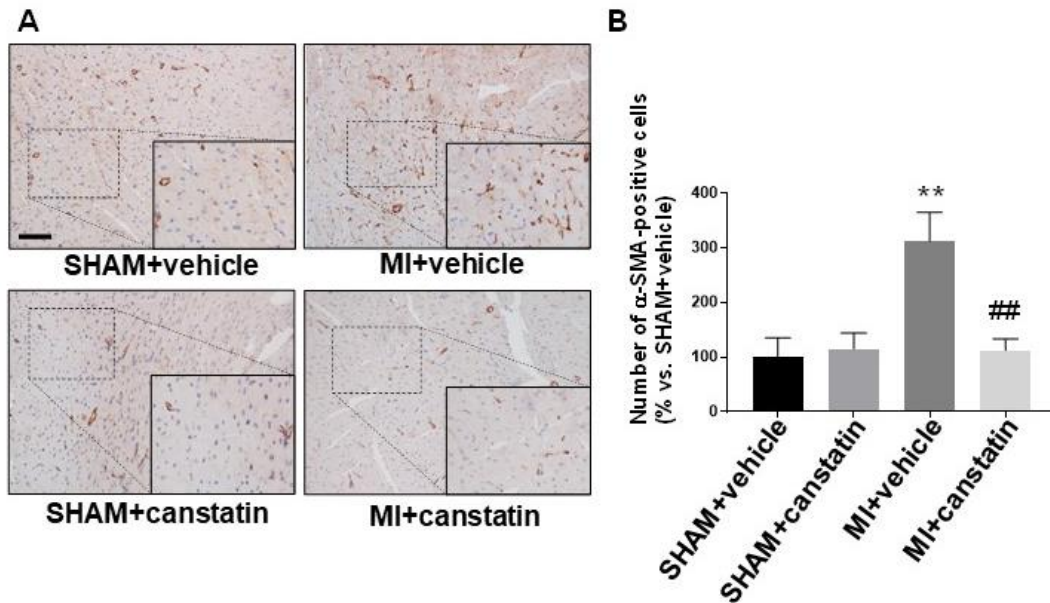 A
SHAM+vehicle
MI+vehicle
SHAM+canstatin
MI+canstatin
B
Number of α-SMA-positive cells
(% vs. SHAM+vehicle)
400
300
200
100
0
**
##
SHAM+vehicle
SHAM+canstatin
MI+vehicle
MI+canstatin